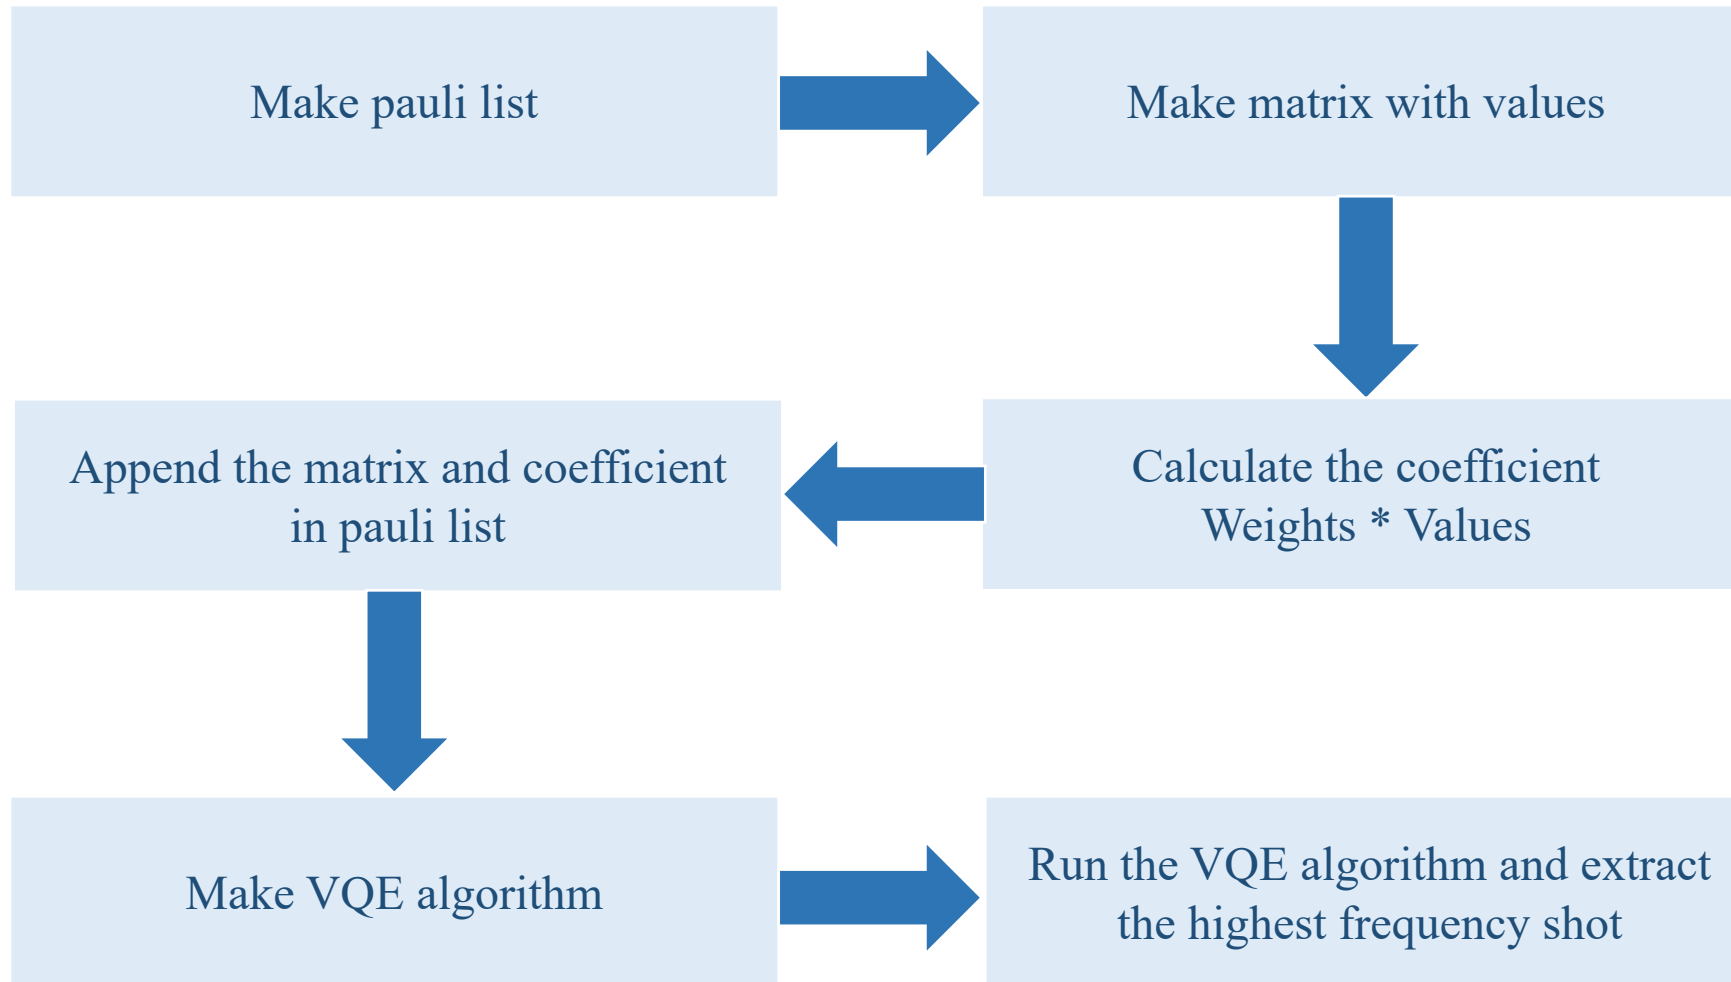 Make pauli list
Make matrix with values
Calculate the coefficient
Weights * Values
Append the matrix and coefficient
in pauli list
Make VQE algorithm
Run the VQE algorithm and extract
the highest frequency shot